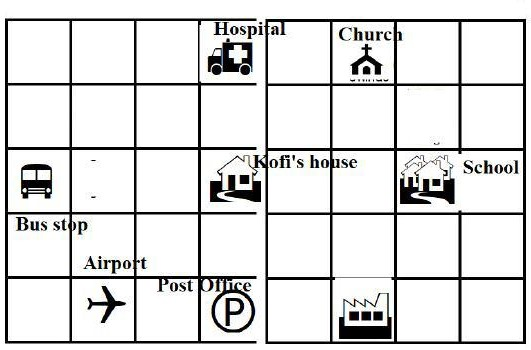 Hospital
Church
Kofi's house
School
Bus stop
Airport
Post Office
P